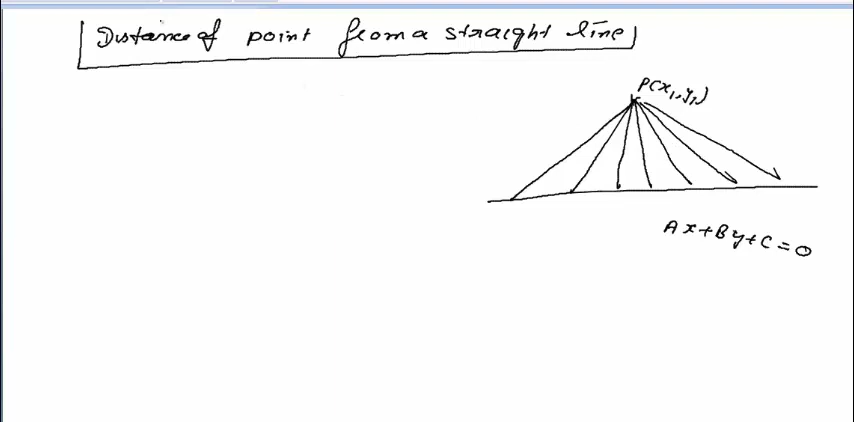 Distance of point from a straight line
P(x₁,y₁)
Ax+By+C=0